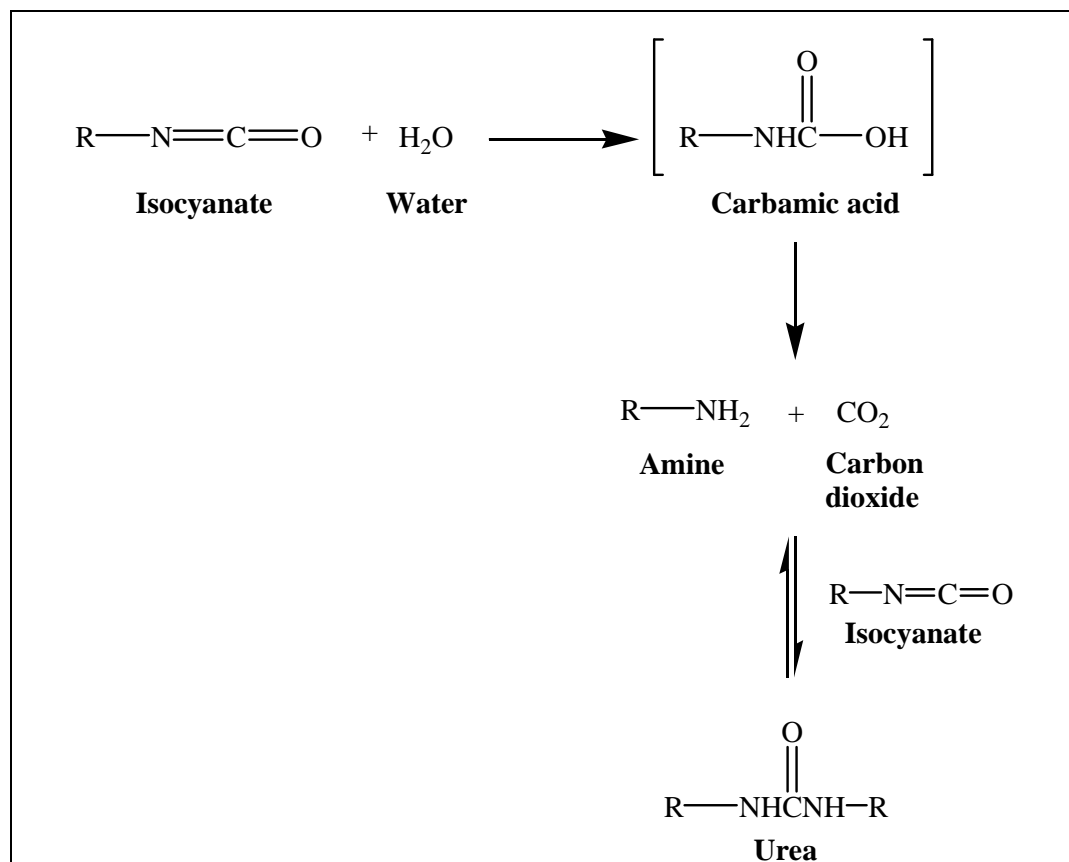 O
R—N=C=O + H₂O R—NHC—OH
Isocyanate Water Carbamic acid
R—NH₂ + CO₂
Amine Carbon
dioxide
R—N=C=O
Isocyanate
O
R—NHCNH—R
Urea